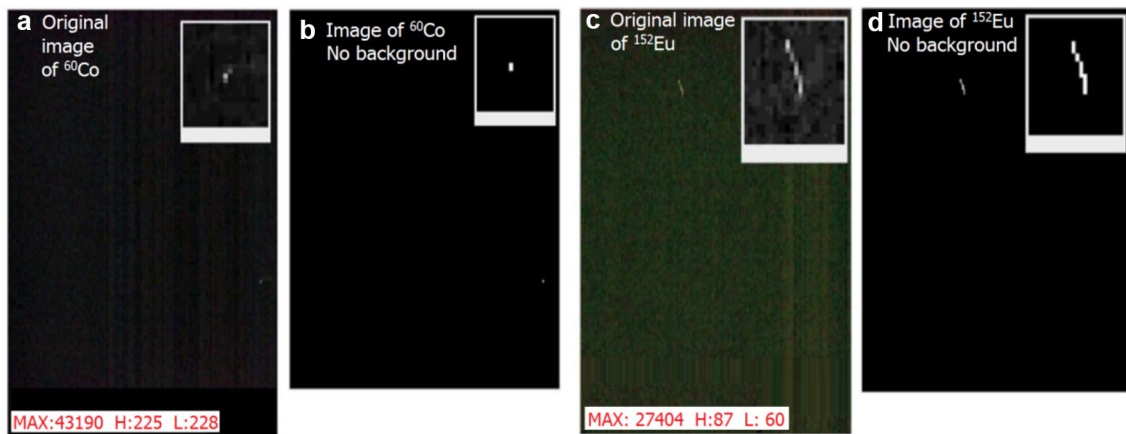 a Original
image
of ⁶⁰Co
MAX:43190 H:225 L:228
b Image of ⁶⁰Co
No background
c Original image
of ¹⁵²Eu
MAX: 27404 H:87 L: 60
d Image of ¹⁵²Eu
No background